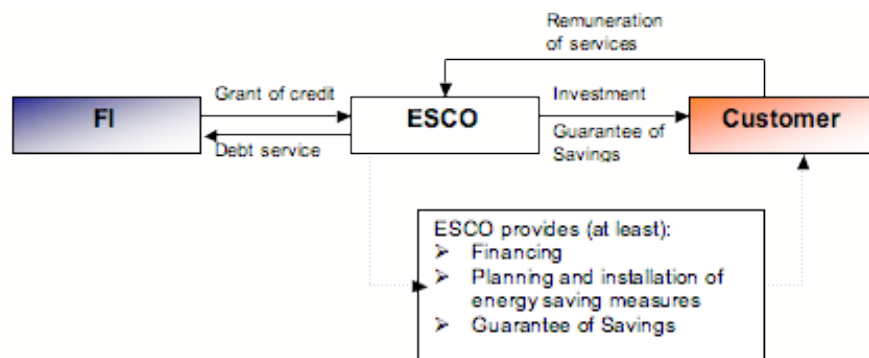 Remuneration
of services
Grant of credit
Investment
FI
ESCO
Customer
Debt service
Guarantee of
Savings
ESCO provides (at least):
➢ Financing
➢ Planning and installation of
energy saving measures
➢ Guarantee of Savings